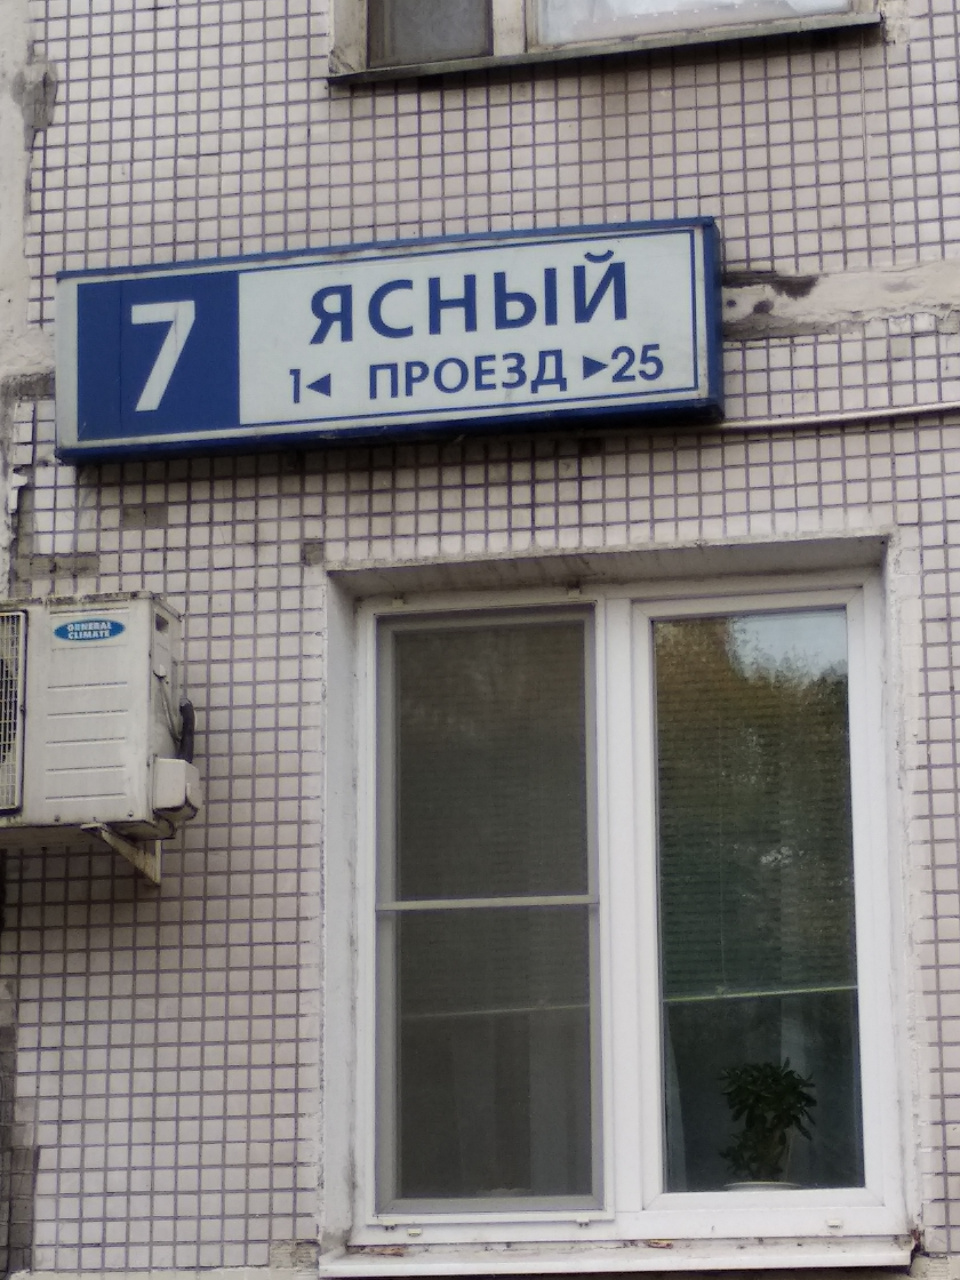 7
ЯСНЫЙ
1◄ ПРОЕЗД ►25
GENERAL
CLIMATE